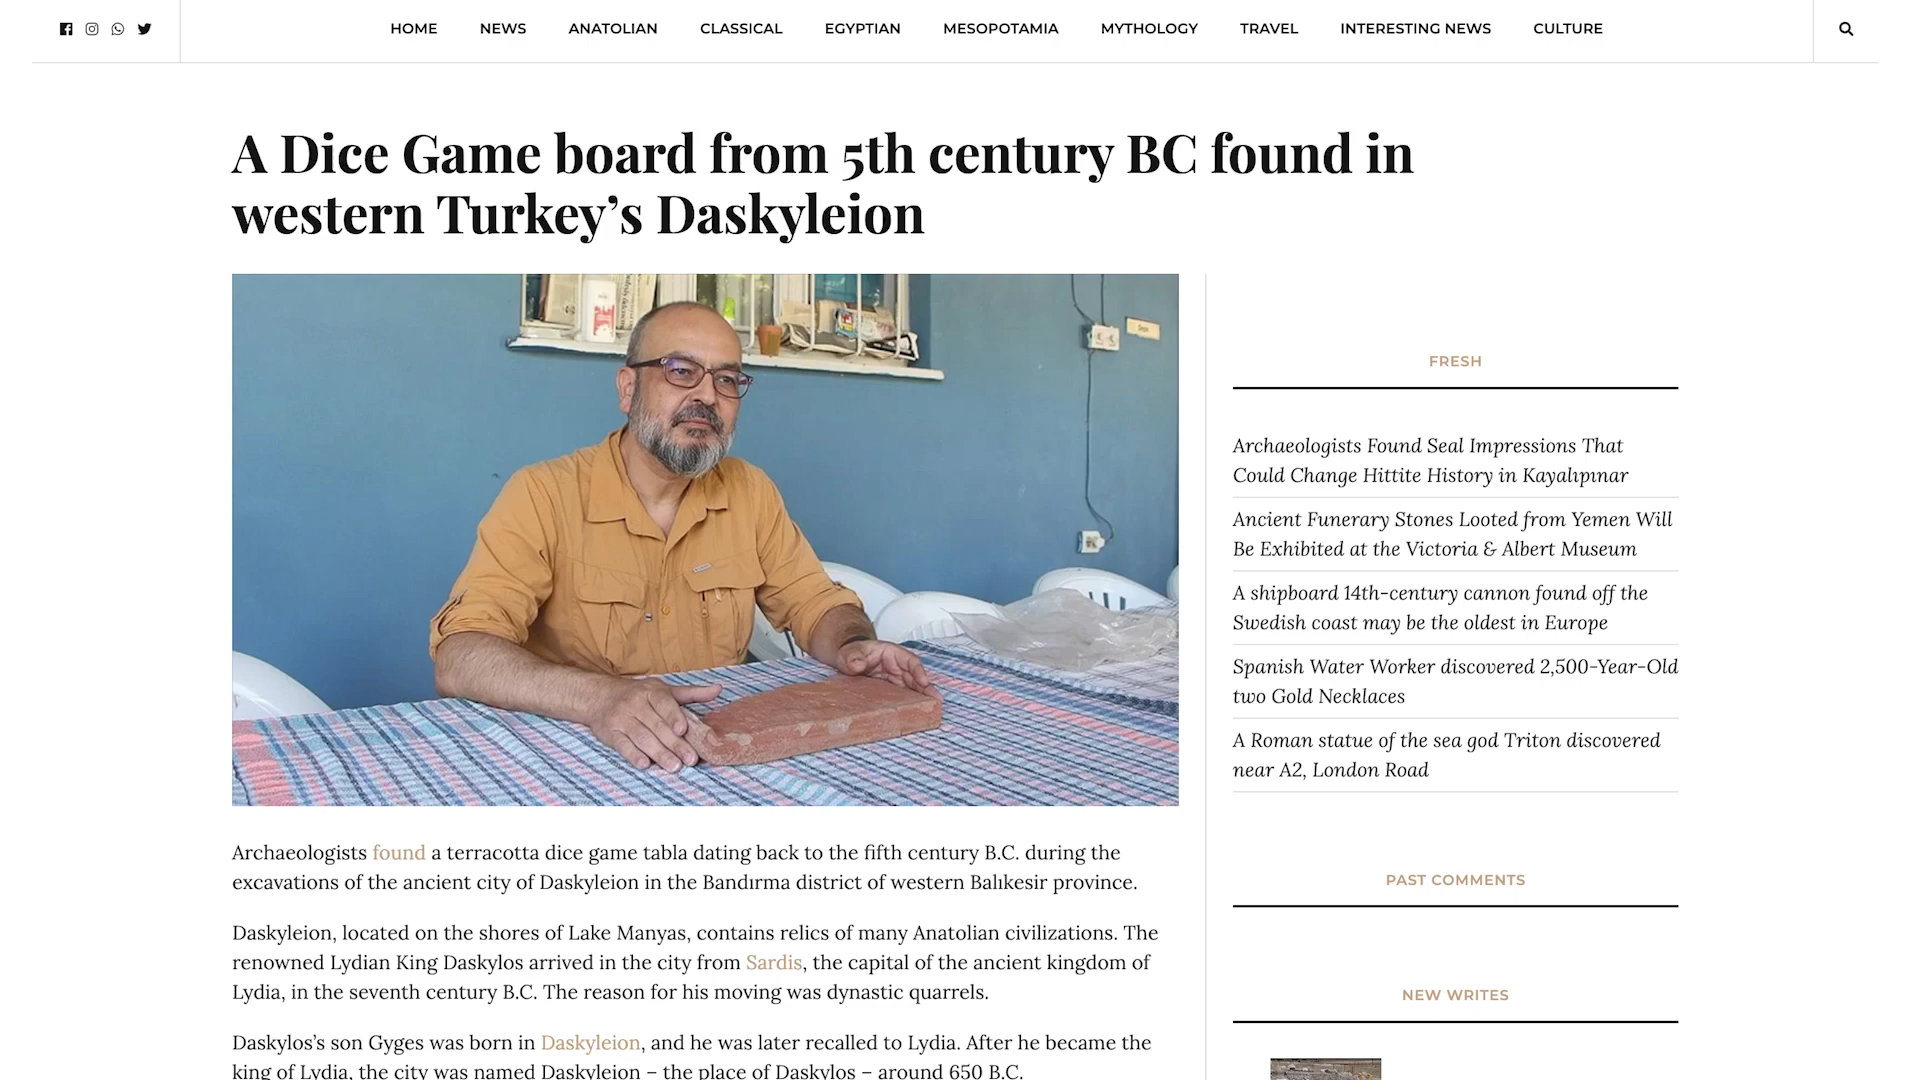 HOME NEWS ANATOLIAN CLASSICAL EGYPTIAN MESOPOTAMIA MYTHOLOGY TRAVEL INTERESTING NEWS CULTURE
A Dice Game board from 5th century BC found in
western Turkey’s Daskyleion
Archaeologists found a terracotta dice game tabla dating back to the fifth century B.C. during the
excavations of the ancient city of Daskyleion in the Bandırma district of western Balıkesir province.
Daskyleion, located on the shores of Lake Manyas, contains relics of many Anatolian civilizations. The
renowned Lydian King Daskylos arrived in the city from Sardis, the capital of the ancient kingdom of
Lydia, in the seventh century B.C. The reason for his moving was dynastic quarrels.
Daskylos’s son Gyges was born in Daskyleion, and he was later recalled to Lydia. After he became the
king of Lydia, the city was named Daskyleion – the place of Daskylos – around 650 B.C.
FRESH
Archaeologists Found Seal Impressions That
Could Change Hittite History in Kayalıpınar
Ancient Funerary Stones Looted from Yemen Will
Be Exhibited at the Victoria & Albert Museum
A shipboard 14th-century cannon found off the
Swedish coast may be the oldest in Europe
Spanish Water Worker discovered 2,500-Year-Old
two Gold Necklaces
A Roman statue of the sea god Triton discovered
near A2, London Road
PAST COMMENTS
NEW WRITES